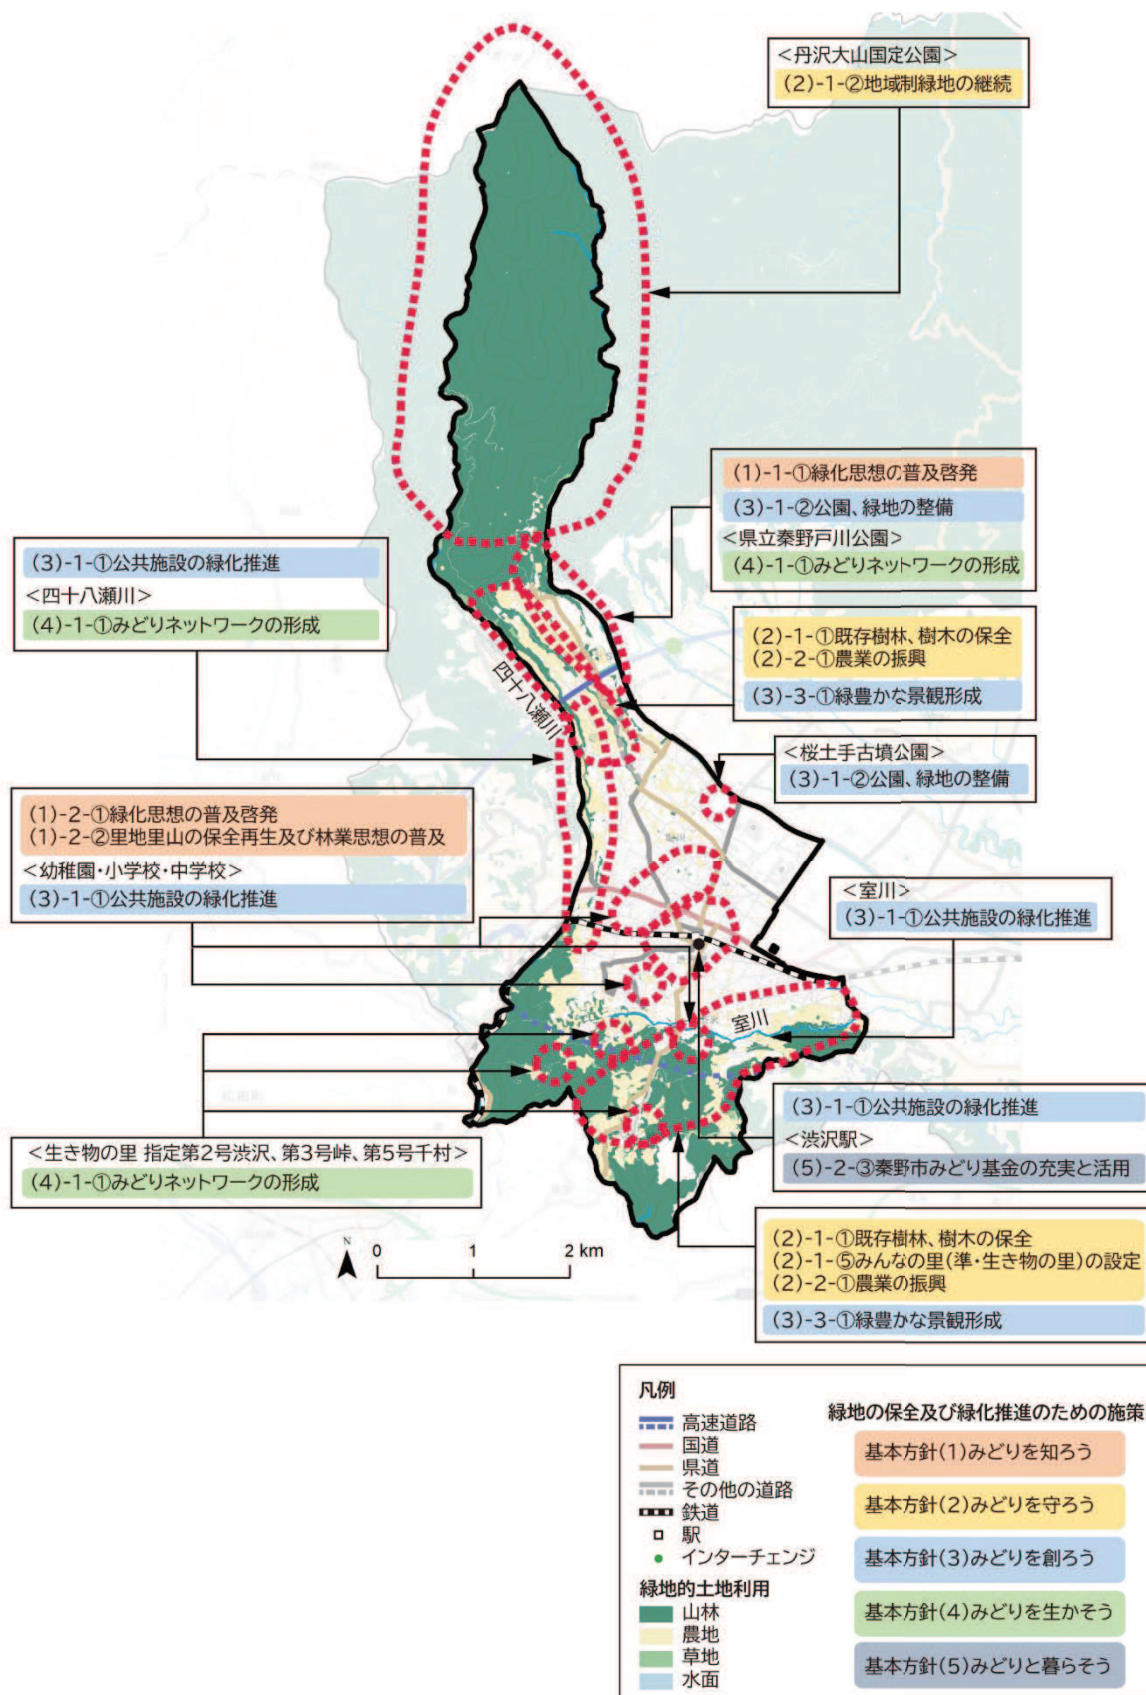 <丹沢大山国定公園>
(2)-1-②地域制緑地の継続
(1)-1-①緑化思想の普及啓発
(3)-1-②公園、緑地の整備
<県立秦野戸川公園>
(4)-1-①みどりネットワークの形成
(3)-1-①公共施設の緑化推進
<四十八瀬川>
(4)-1-①みどりネットワークの形成
(2)-1-①既存樹林、樹木の保全
(2)-2-①農業の振興
(3)-3-①緑豊かな景観形成
四十八瀬川
<桜土手古墳公園>
(3)-1-②公園、緑地の整備
(1)-2-①緑化思想の普及啓発
(1)-2-②里地里山の保全再生及び林業思想の普及
<幼稚園・小学校・中学校>
(3)-1-①公共施設の緑化推進
<室川>
(3)-1-①公共施設の緑化推進
室川
松田町
(3)-1-①公共施設の緑化推進
<渋沢駅>
(5)-2-③秦野市みどり基金の充実と活用
<生き物の里 指定第2号渋沢、第3号峠、第5号千村>
(4)-1-①みどりネットワークの形成
(2)-1-①既存樹林、樹木の保全
(2)-1-⑤みんなの里(準・生き物の里)の設定
(2)-2-①農業の振興
(3)-3-①緑豊かな景観形成
N
0 1 2 km
凡例
高速道路
国道
県道
その他の道路
鉄道
駅
インターチェンジ
緑地的土地利用
山林
農地
草地
水面
緑地の保全及び緑化推進のための施策
基本方針(1)みどりを知ろう
基本方針(2)みどりを守ろう
基本方針(3)みどりを創ろう
基本方針(4)みどりを生かそう
基本方針(5)みどりと暮らそう